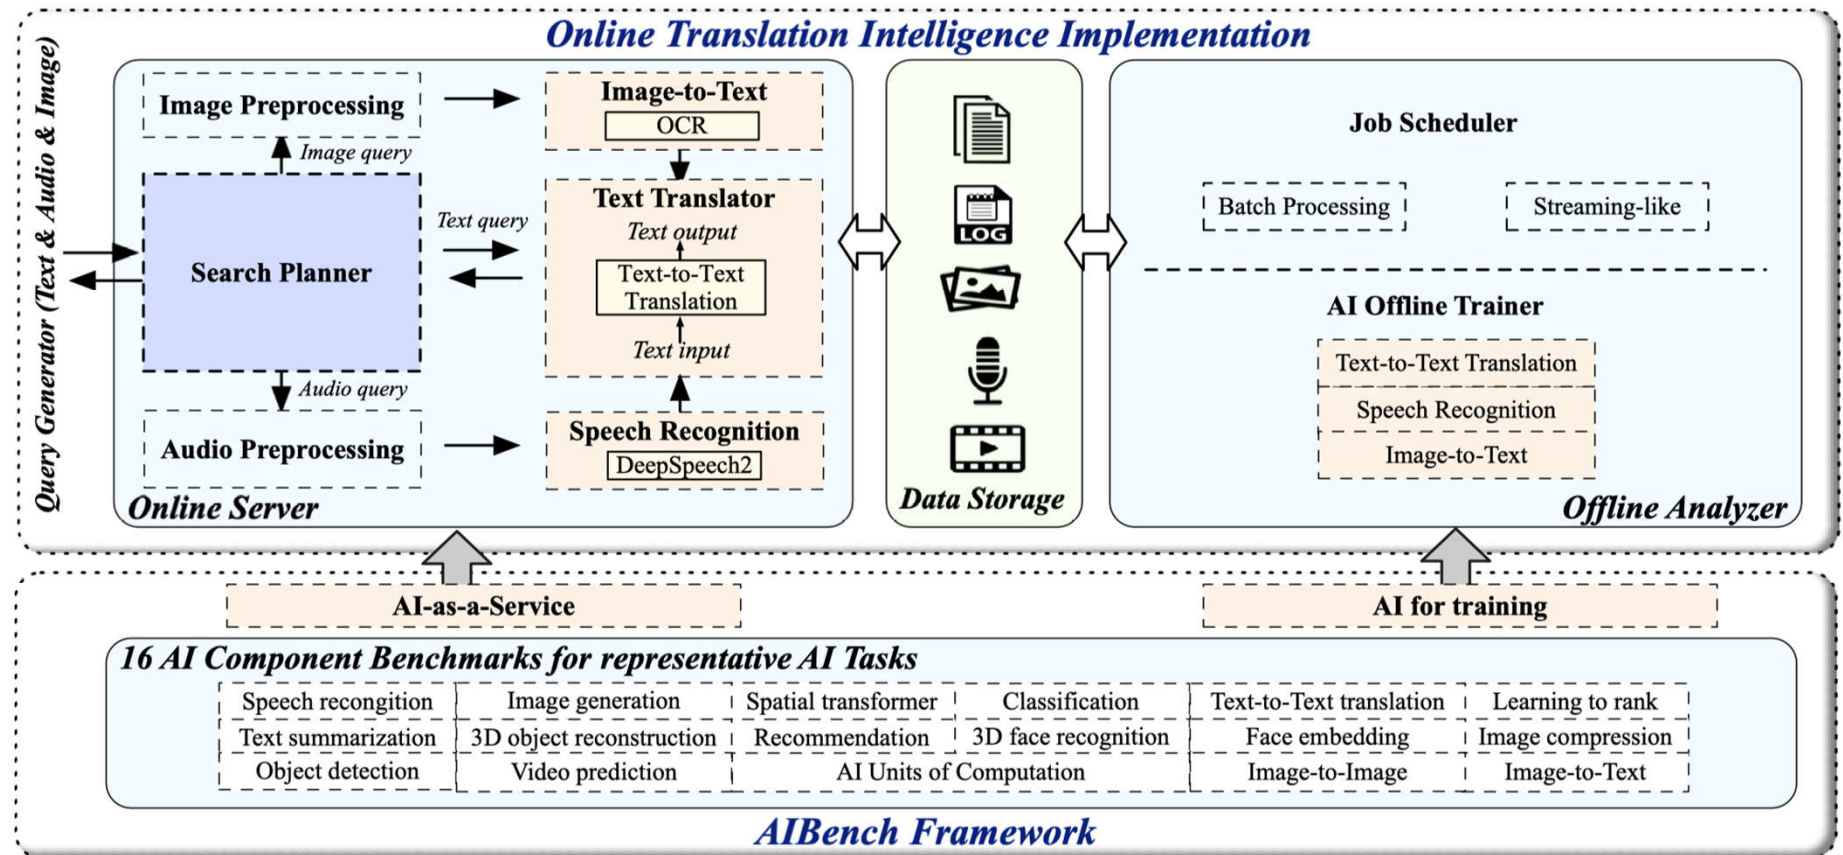 Online Translation Intelligence Implementation
Query Generator (Text & Audio & Image)
Image Preprocessing
Image query
Search Planner
Text query
Audio query
Audio Preprocessing
Online Server
Image-to-Text
OCR
Text Translator
Text output
Text-to-Text
Translation
Text input
Speech Recognition
DeepSpeech2
LOG
Data Storage
Job Scheduler
Batch Processing
Streaming-like
AI Offline Trainer
Text-to-Text Translation
Speech Recognition
Image-to-Text
Offline Analyzer
AI-as-a-Service
AI for training
16 AI Component Benchmarks for representative AI Tasks
Speech recongition Image generation Spatial transformer Classification Text-to-Text translation Learning to rank
Text summarization 3D object reconstruction Recommendation 3D face recognition Face embedding Image compression
Object detection Video prediction AI Units of Computation Image-to-Image Image-to-Text
AIBench Framework